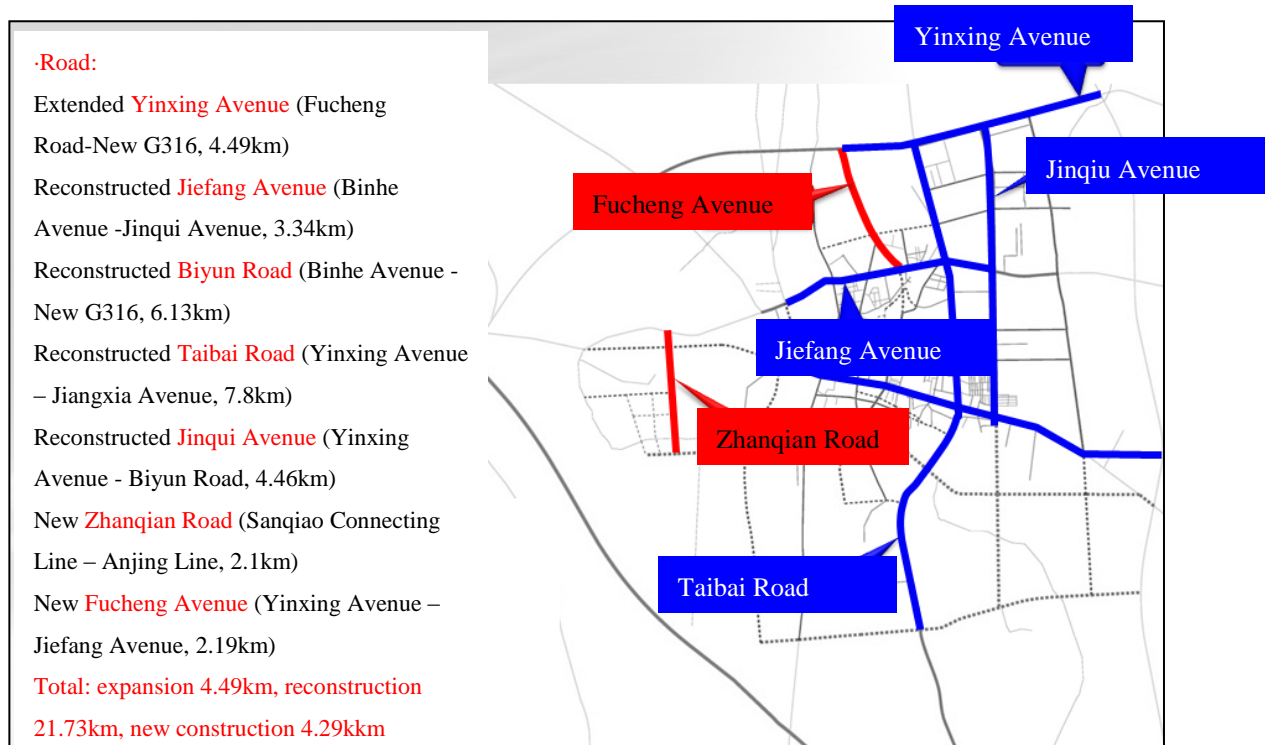 ·Road:
Extended Yinxing Avenue (Fucheng
Road-New G316, 4.49km)
Reconstructed Jiefang Avenue (Binhe
Avenue -Jinqui Avenue, 3.34km)
Reconstructed Biyun Road (Binhe Avenue -
New G316, 6.13km)
Reconstructed Taibai Road (Yinxing Avenue
– Jiangxia Avenue, 7.8km)
Reconstructed Jinqui Avenue (Yinxing
Avenue - Biyun Road, 4.46km)
New Zhanqian Road (Sanqiao Connecting
Line – Anjing Line, 2.1km)
New Fucheng Avenue (Yinxing Avenue –
Jiefang Avenue, 2.19km)
Total: expansion 4.49km, reconstruction
21.73km, new construction 4.29kkm
Yinxing Avenue
Jinqiu Avenue
Fucheng Avenue
Jiefang Avenue
Zhanqian Road
Taibai Road